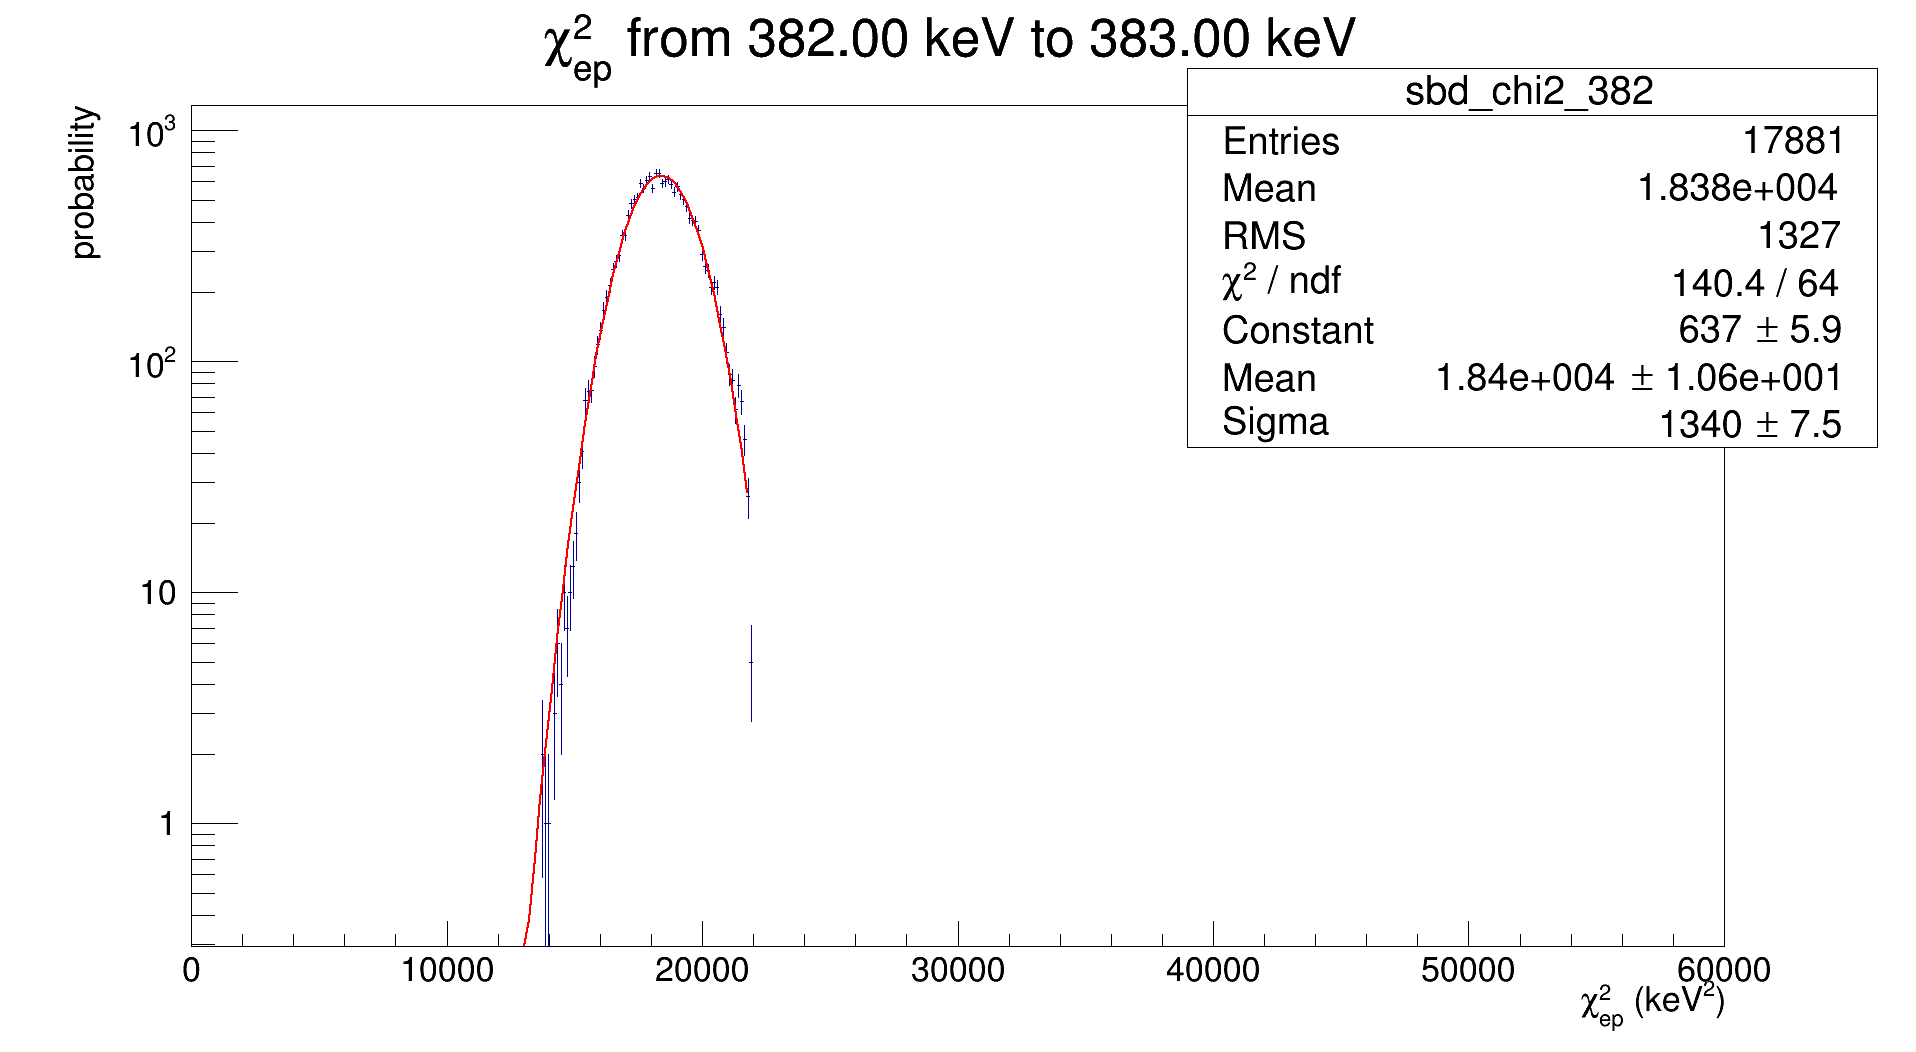 χ²ep from 382.00 keV to 383.00 keV
sbd_chi2_382
Entries 17881
Mean 1.838e+004
RMS 1327
χ² / ndf 140.4 / 64
Constant 637 ± 5.9
Mean 1.84e+004 ± 1.06e+001
Sigma 1340 ± 7.5
probability
10³
10²
10
1
0 10000 20000 30000 40000 50000 60000
χ²ep (keV²)